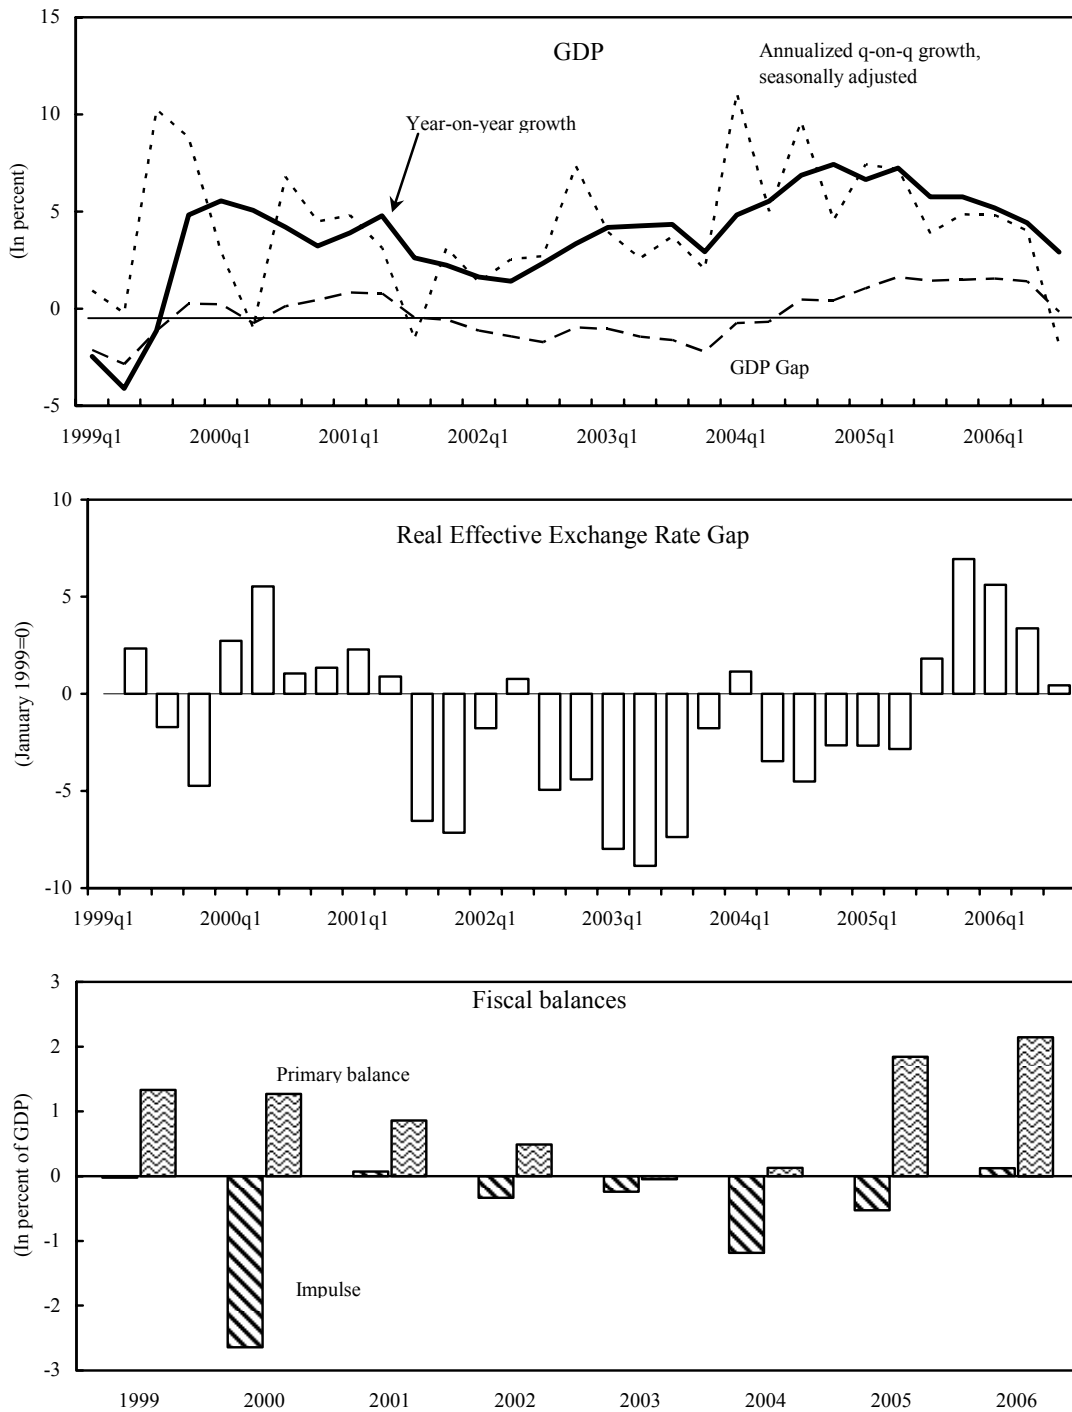 15
GDP
Annualized q-on-q growth,
seasonally adjusted
10
Year-on-year growth
(In percent)
5
0
GDP Gap
-5
1999q1 2000q1 2001q1 2002q1 2003q1 2004q1 2005q1 2006q1
10
Real Effective Exchange Rate Gap
5
(January 1999=0)
0
-5
-10
1999q1 2000q1 2001q1 2002q1 2003q1 2004q1 2005q1 2006q1
3
Fiscal balances
2
Primary balance
1
(In percent of GDP)
0
-1
Impulse
-2
-3
1999 2000 2001 2002 2003 2004 2005 2006